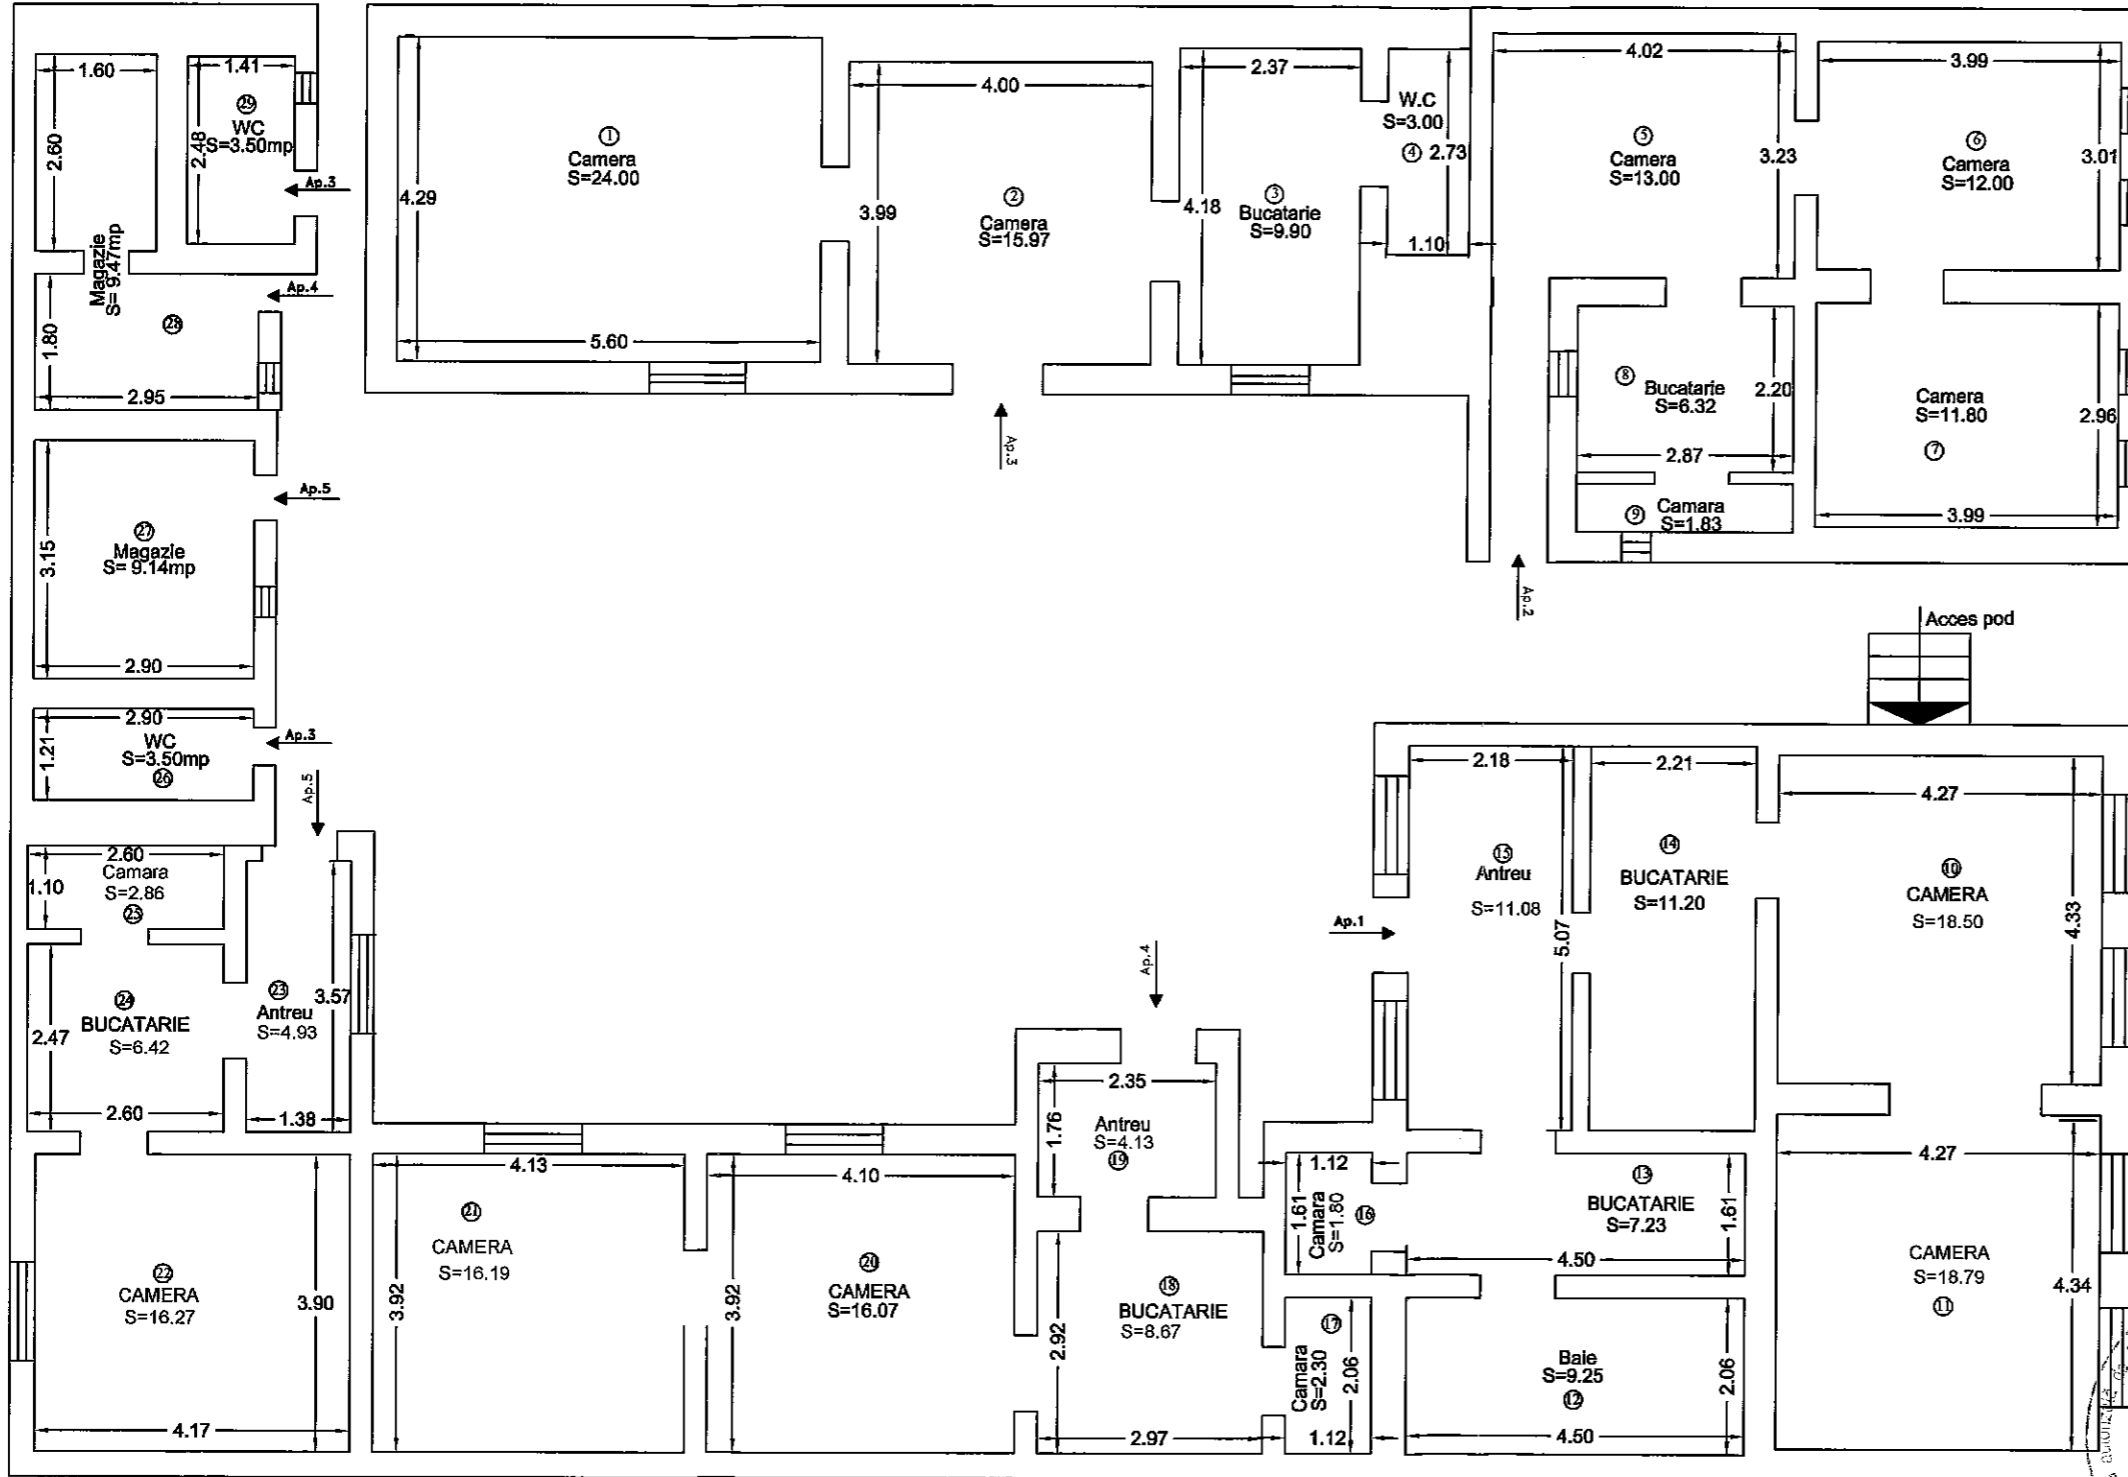 1.60
1.41
2.60
2.48
29
WC
S=3.50mp
Ap.3
Magazie
S= 9.47mp
Ap.4
28
1.80
2.95
Ap.5
27
Magazie
S= 9.14mp
3.15
2.90
2.90
1.21
WC
S=3.50mp
26
Ap.3
Ap.5
1
Camera
S=24.00
4.29
5.60
4.00
3.99
2
Camera
S=15.97
Ap.3
2.37
4.18
3
Bucatarie
S=9.90
W.C
S=3.00
4
2.73
1.10
4.02
5
Camera
S=13.00
3.23
3.99
6
Camera
S=12.00
3.01
8
Bucatarie
S=6.32
2.20
2.87
Camera
S=11.80
7
2.96
3.99
9
Camara
S=1.83
Ap.2
Acces pod
2.60
Camara
S=2.86
25
1.10
24
BUCATARIE
S=6.42
2.47
2.60
23
Antreu
S=4.93
3.57
1.38
22
CAMERA
S=16.27
3.90
4.17
4.13
21
CAMERA
S=16.19
3.92
4.10
20
CAMERA
S=16.07
3.92
Ap.4
2.35
1.76
Antreu
S=4.13
19
18
BUCATARIE
S=8.67
2.92
2.97
Ap.1
2.18
15
Antreu
S=11.08
5.07
2.21
14
BUCATARIE
S=11.20
4.27
10
CAMERA
S=18.50
4.33
1.12
1.61
Camara
S=1.80
16
13
BUCATARIE
S=7.23
1.61
4.50
17
Camara
S=2.30
2.06
1.12
Baie
S=9.25
12
2.06
4.50
4.27
CAMERA
S=18.79
11
4.34